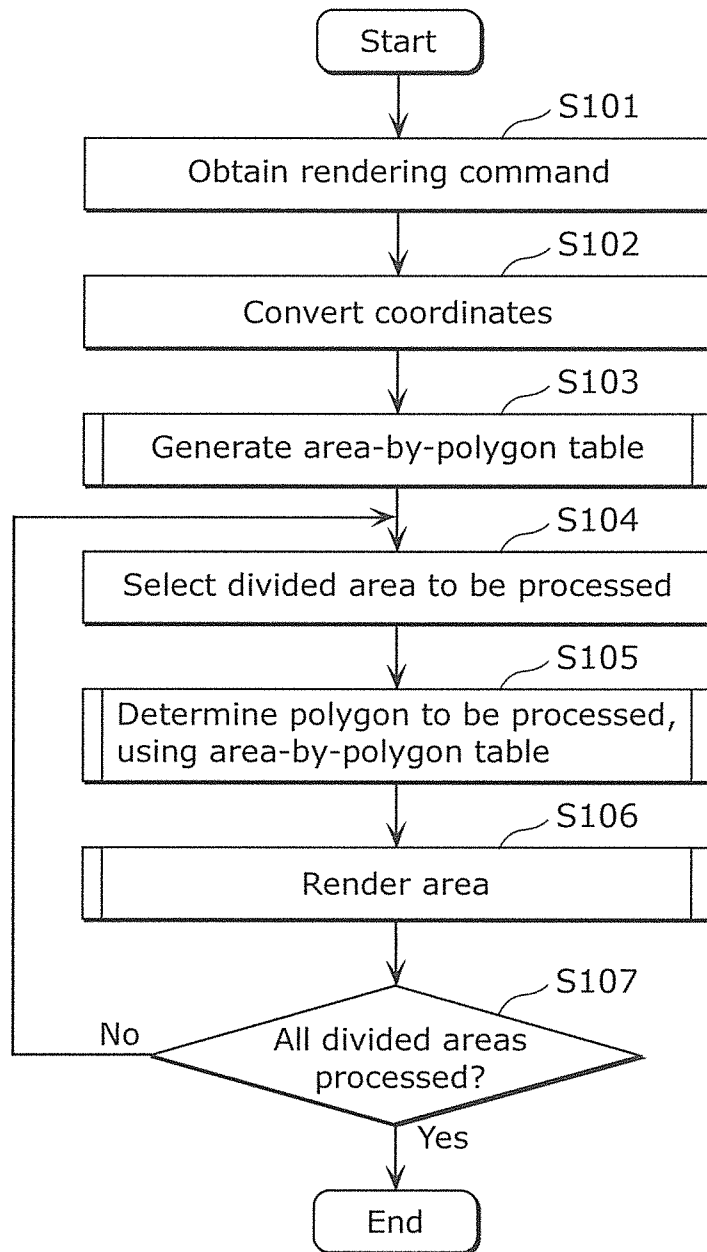 Start
S101
Obtain rendering command
S102
Convert coordinates
S103
Generate area-by-polygon table
S104
Select divided area to be processed
S105
Determine polygon to be processed,
using area-by-polygon table
S106
Render area
S107
All divided areas
processed?
No
Yes
End